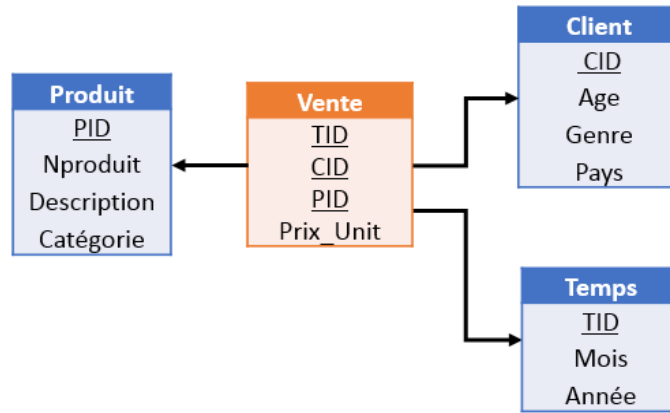 Produit
PID
Nproduit
Description
Catégorie
Vente
TID
CID
PID
Prix_Unit
Client
CID
Age
Genre
Pays
Temps
TID
Mois
Année